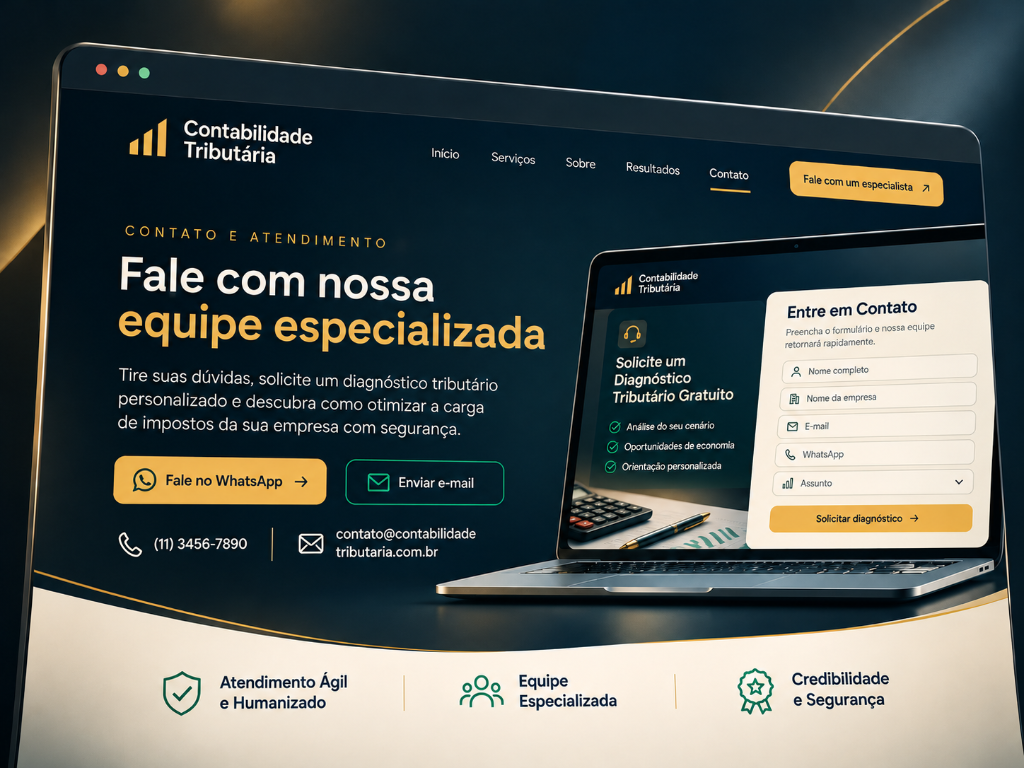 Contabilidade
Tributária
Início
Serviços
Sobre
Resultados
Contato
Fale com um especialista
CONTATO E ATENDIMENTO
Fale com nossa
equipe especializada
Tire suas dúvidas, solicite um diagnóstico tributário
personalizado e descubra como otimizar a carga
de impostos da sua empresa com segurança.
Fale no WhatsApp
Enviar e-mail
(11) 3456-7890
contato@contabilidade
tributaria.com.br
Contabilidade
Tributária
Solicite um
Diagnóstico
Tributário Gratuito
Análise do seu cenário
Oportunidades de economia
Orientação personalizada
Entre em Contato
Preencha o formulário e nossa equipe
retornará rapidamente.
Nome completo
Nome da empresa
E-mail
WhatsApp
Assunto
Solicitar diagnóstico
Atendimento Ágil
e Humanizado
Equipe
Especializada
Credibilidade
e Segurança